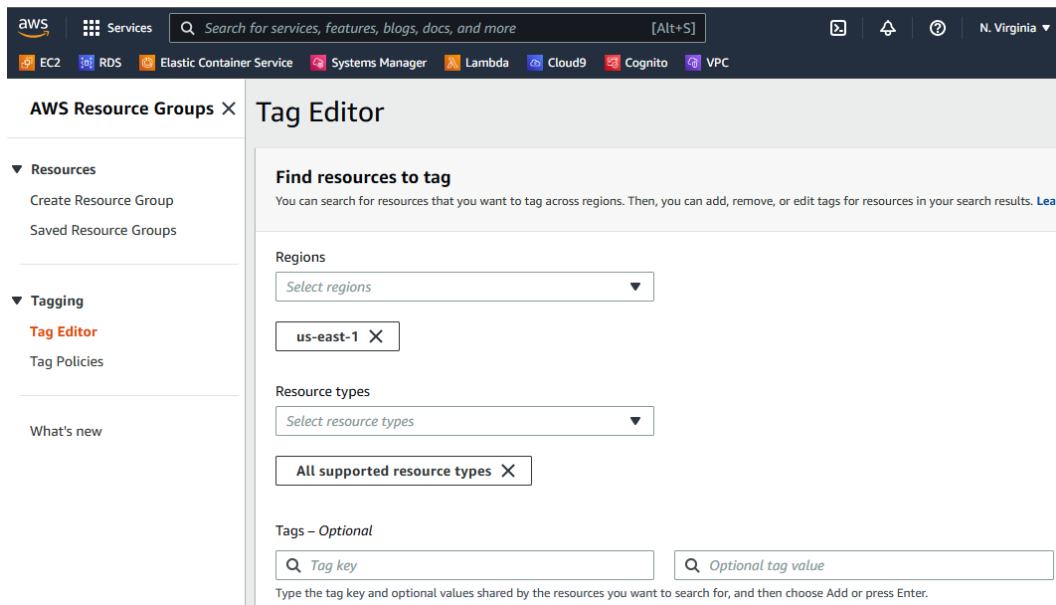 aws
Services
Search for services, features, blogs, docs, and more [Alt+S]
N. Virginia
EC2 RDS Elastic Container Service Systems Manager Lambda Cloud9 Cognito VPC
AWS Resource Groups
Resources
Create Resource Group
Saved Resource Groups
Tagging
Tag Editor
Tag Policies
What's new
Tag Editor
Find resources to tag
You can search for resources that you want to tag across regions. Then, you can add, remove, or edit tags for resources in your search results. Lea
Regions
Select regions
us-east-1
Resource types
Select resource types
All supported resource types
Tags – Optional
Tag key Optional tag value
Type the tag key and optional values shared by the resources you want to search for, and then choose Add or press Enter.